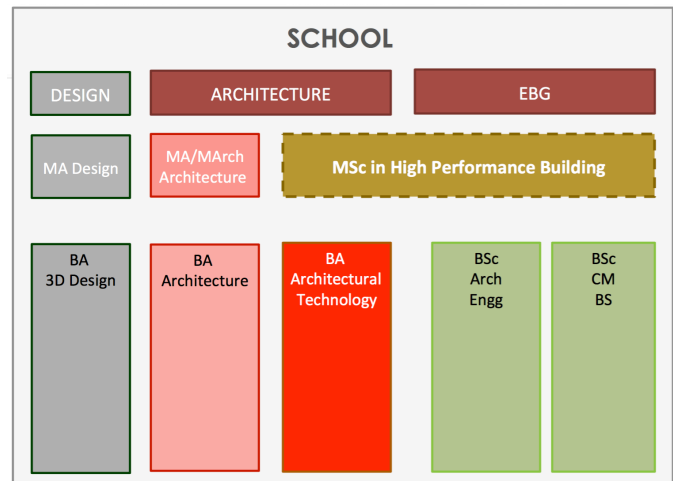 SCHOOL
DESIGN
ARCHITECTURE
EBG
MA Design
MA/MArch
Architecture
MSc in High Performance Building
BA
3D Design
BA
Architecture
BA
Architectural
Technology
BSc
Arch
Engg
BSc
CM
BS